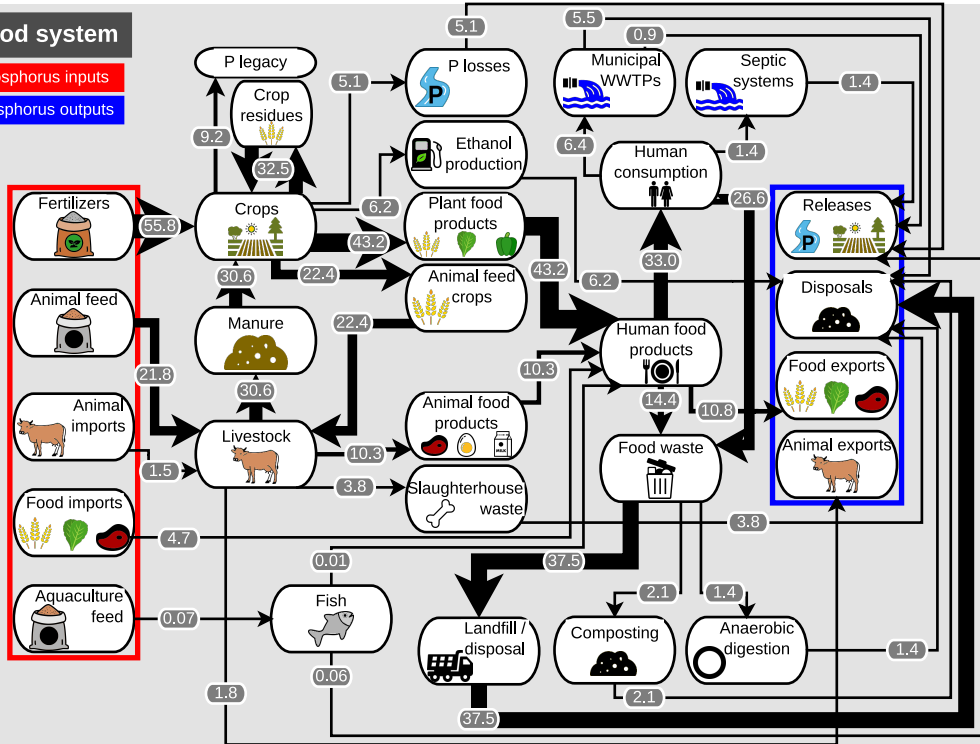 od system
sphorus inputs
sphorus outputs
P legacy
Crop
residues
P losses
P
Municipal
WWTPs
Septic
systems
Ethanol
production
Human
consumption
Fertilizers
Crops
Plant food
products
Releases
P
Animal feed
Manure
Animal feed
crops
Human food
products
Disposals
Animal
imports
Livestock
Animal food
products
Food waste
Food exports
Animal exports
Food imports
Slaughterhouse
waste
Aquaculture
feed
Fish
Landfill /
disposal
Composting
Anaerobic
digestion
5.1
5.5
0.9
5.1
1.4
9.2
6.4
1.4
32.5
6.2
26.6
55.8
43.2
43.2
33.0
30.6
22.4
6.2
22.4
21.8
30.6
10.3
14.4
10.8
1.5
10.3
3.8
3.8
4.7
0.01
37.5
0.07
2.1
1.4
1.4
0.06
1.8
37.5
2.1